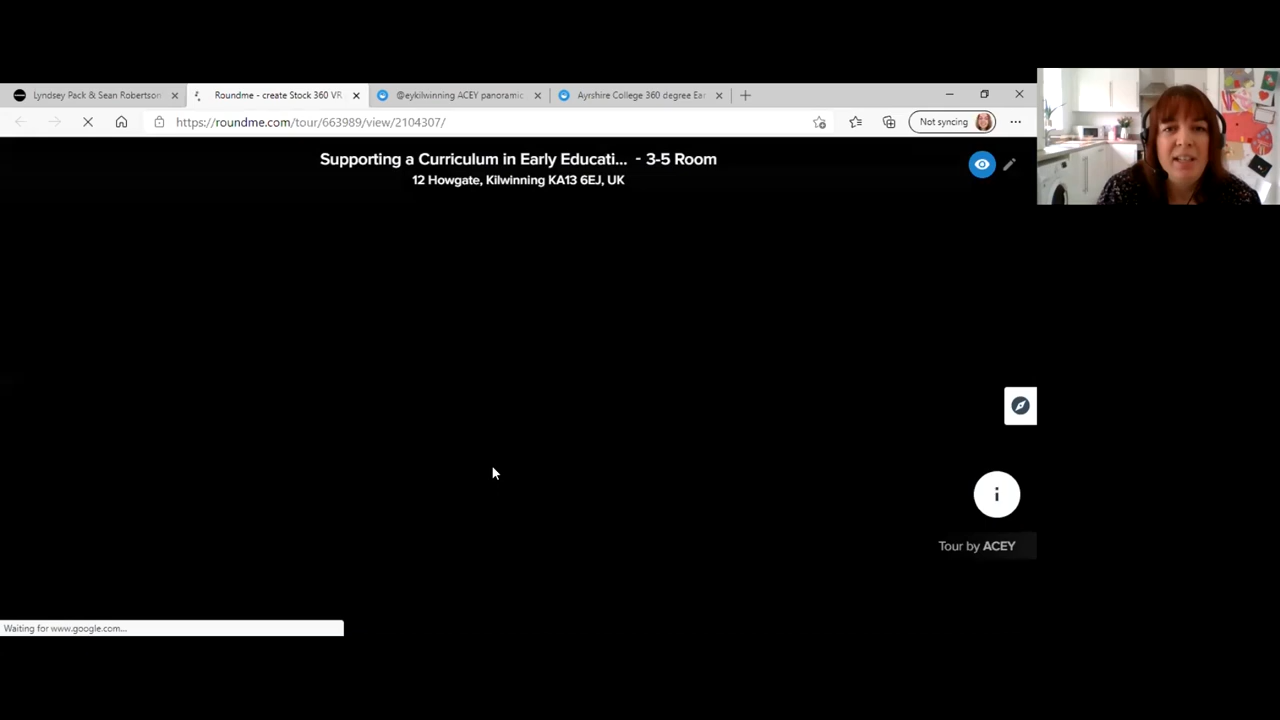 Lyndsey Pack & Sean Robertson
Roundme - create Stock 360 VR
@eykilwinning ACEY panoramic
Ayrshire College 360 degree Ear
https://roundme.com/tour/663989/view/2104307/
Not syncing
Supporting a Curriculum in Early Educati... - 3-5 Room
12 Howgate, Kilwinning KA13 6EJ, UK
i
Tour by ACEY
Waiting for www.google.com...